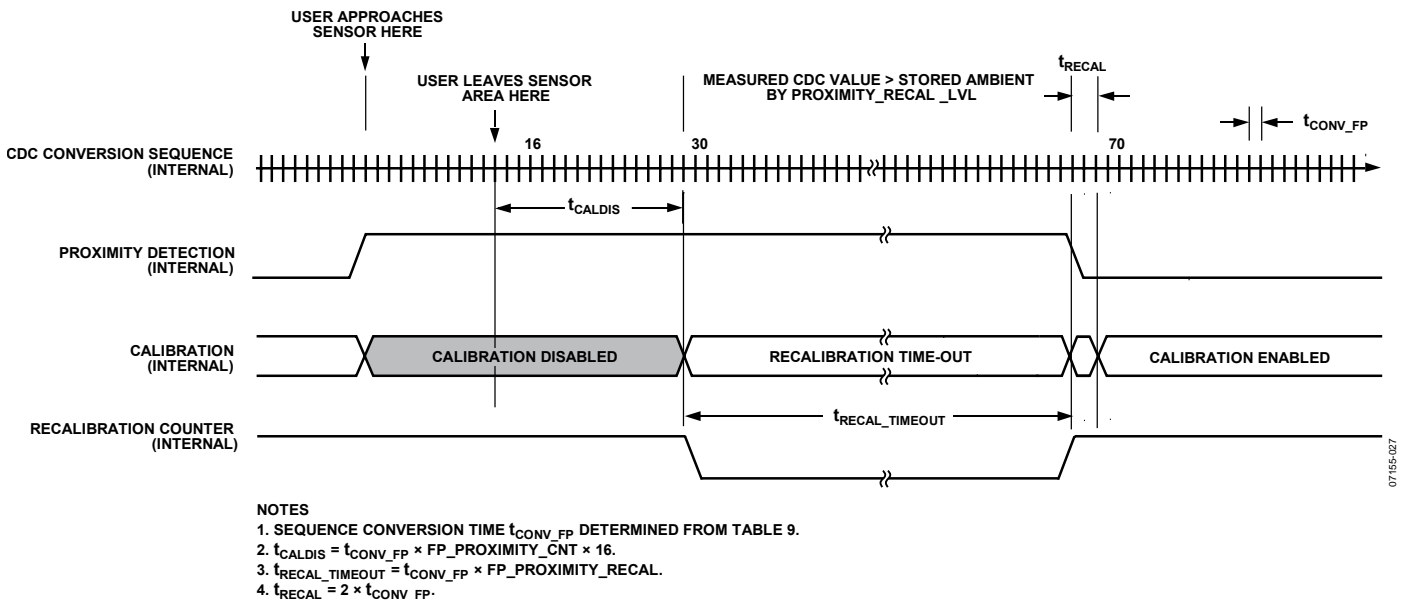 USER APPROACHES
SENSOR HERE
USER LEAVES SENSOR
AREA HERE
MEASURED CDC VALUE > STORED AMBIENT
BY PROXIMITY_RECAL _LVL
tRECAL
tCONV_FP
CDC CONVERSION SEQUENCE
(INTERNAL)
16
30
70
tCALDIS
PROXIMITY DETECTION
(INTERNAL)
CALIBRATION
(INTERNAL)
CALIBRATION DISABLED
RECALIBRATION TIME-OUT
CALIBRATION ENABLED
tRECAL_TIMEOUT
RECALIBRATION COUNTER
(INTERNAL)
07155-027
NOTES
1. SEQUENCE CONVERSION TIME tCONV_FP DETERMINED FROM TABLE 9.
2. tCALDIS = tCONV_FP × FP_PROXIMITY_CNT × 16.
3. tRECAL_TIMEOUT = tCONV_FP × FP_PROXIMITY_RECAL.
4. tRECAL = 2 × tCONV_FP.